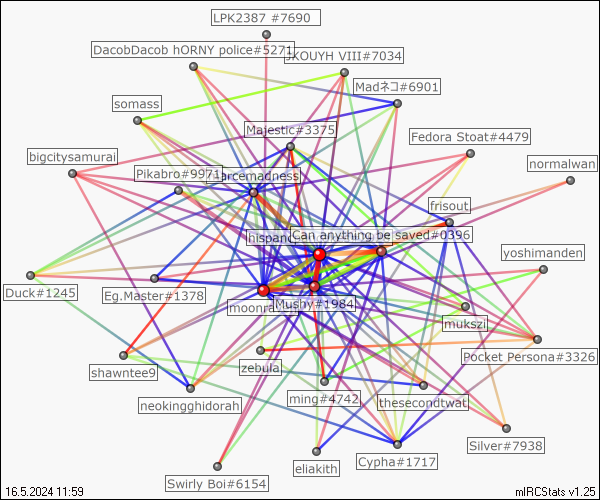 LPK2387 #7690
DacobDacob hORNY police#5271
JKOUYH VIII#7034
Madネコ#6901
somass
Majestic#3375
Fedora Stoat#4479
bigcitysamurai
normalwan
Pikabro#9971
arcemadness
frisout
Can anything be saved#0396
yoshimanden
Duck#1245
Eg.Master#1378
Mushy#1984
mukszi
Pocket Persona#3326
shawntee9
zebula
neokingghidorah
ming#4742
thesecondtwat
Silver#7938
Swirly Boi#6154
eliakith
Cypha#1717
16.5.2024 11:59
mIRCStats v1.25